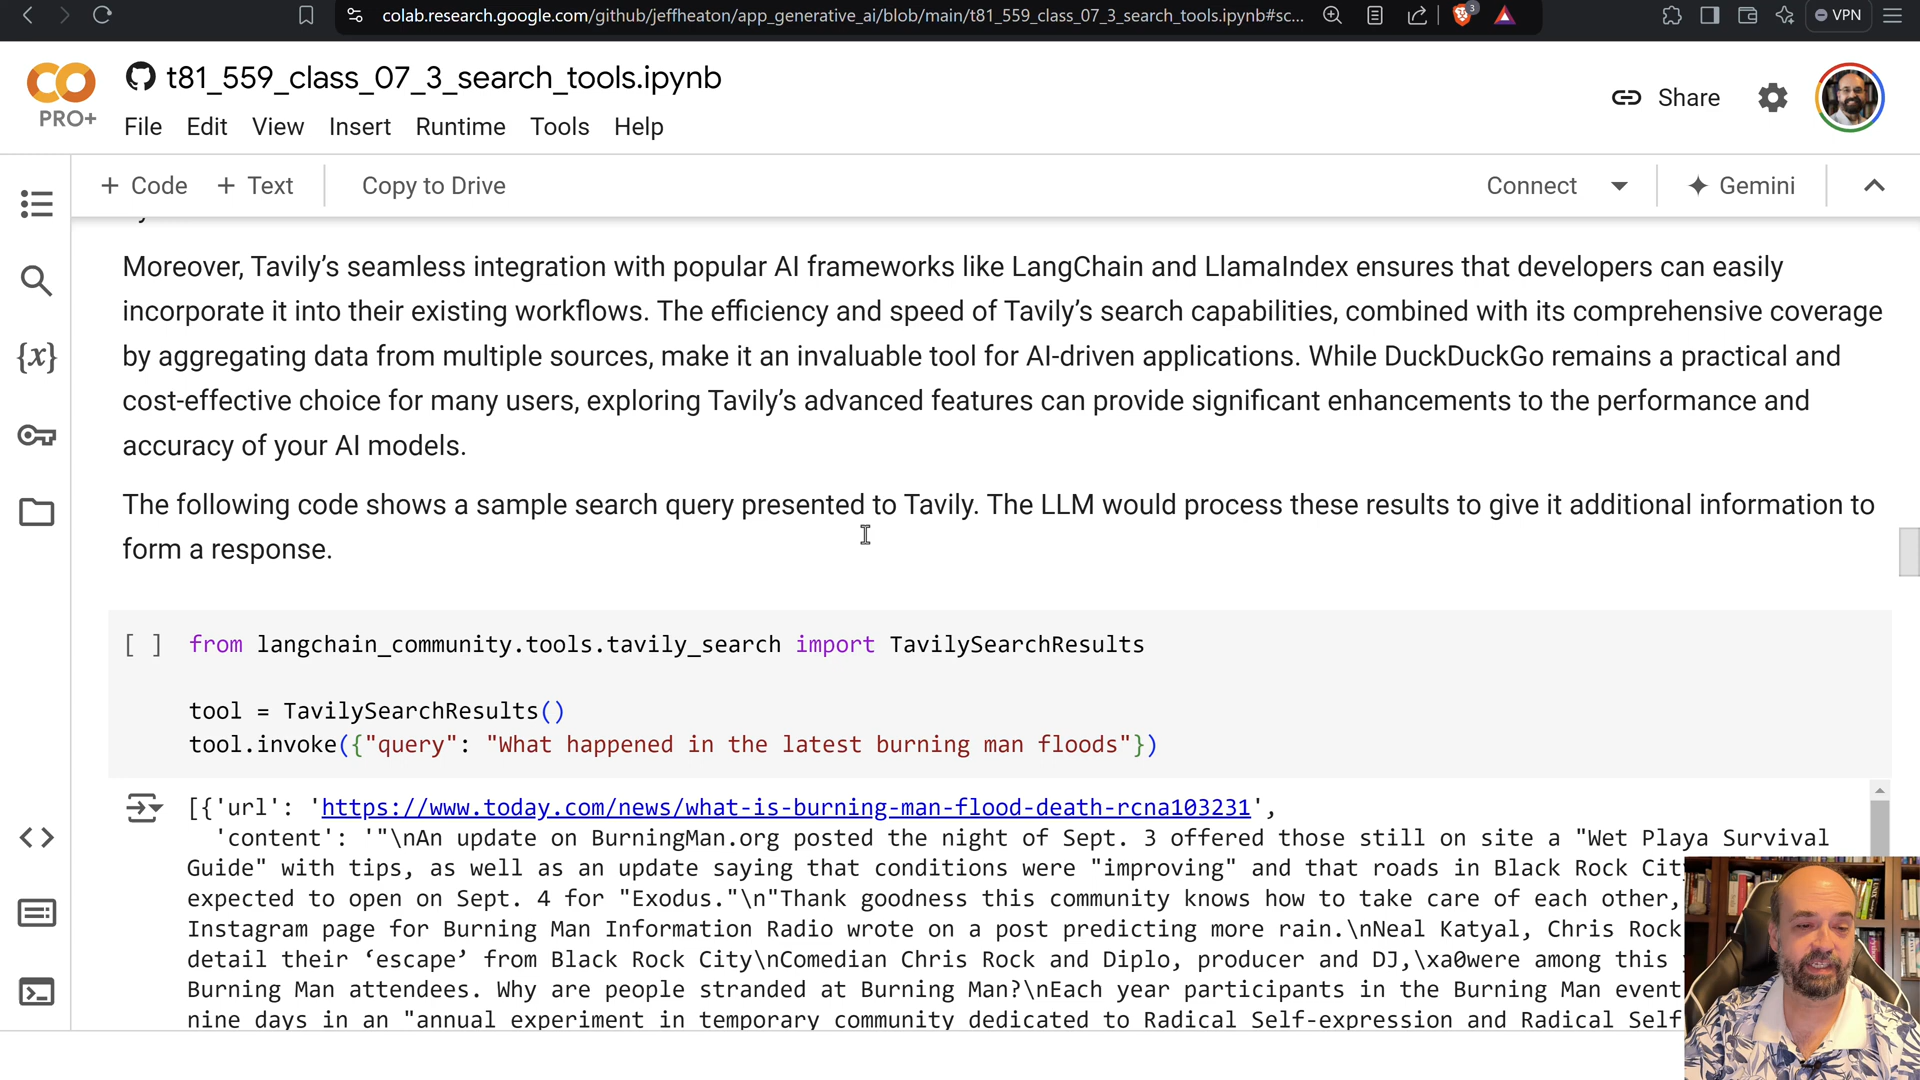 colab.research.google.com/github/jeffheaton/app_generative_ai/blob/main/t81_559_class_07_3_search_tools.ipynb#sc...
3
VPN
t81_559_class_07_3_search_tools.ipynb
PRO+
File Edit View Insert Runtime Tools Help
Share
+ Code + Text Copy to Drive Connect Gemini
Moreover, Tavily’s seamless integration with popular AI frameworks like LangChain and LlamaIndex ensures that developers can easily
incorporate it into their existing workflows. The efficiency and speed of Tavily’s search capabilities, combined with its comprehensive coverage
by aggregating data from multiple sources, make it an invaluable tool for AI-driven applications. While DuckDuckGo remains a practical and
cost-effective choice for many users, exploring Tavily’s advanced features can provide significant enhancements to the performance and
accuracy of your AI models.
The following code shows a sample search query presented to Tavily. The LLM would process these results to give it additional information to
form a response.
[ ] from langchain_community.tools.tavily_search import TavilySearchResults
tool = TavilySearchResults()
tool.invoke({"query": "What happened in the latest burning man floods"})
[{'url': 'https://www.today.com/news/what-is-burning-man-flood-death-rcna103231',
'content': '"\nAn update on BurningMan.org posted the night of Sept. 3 offered those still on site a "Wet Playa Survival
Guide" with tips, as well as an update saying that conditions were "improving" and that roads in Black Rock
expected to open on Sept. 4 for "Exodus."\n"Thank goodness this community knows how to take care of each other,
Instagram page for Burning Man Information Radio wrote on a post predicting more rain.\nNeal Katyal, Chris Rock
detail their ‘escape’ from Black Rock City\nComedian Chris Rock and Diplo, producer and DJ,\xa0were among this
Burning Man attendees. Why are people stranded at Burning Man?\nEach year participants in the Burning Man event
nine days in an "annual experiment in temporary community dedicated to Radical Self-expression and Radical Self